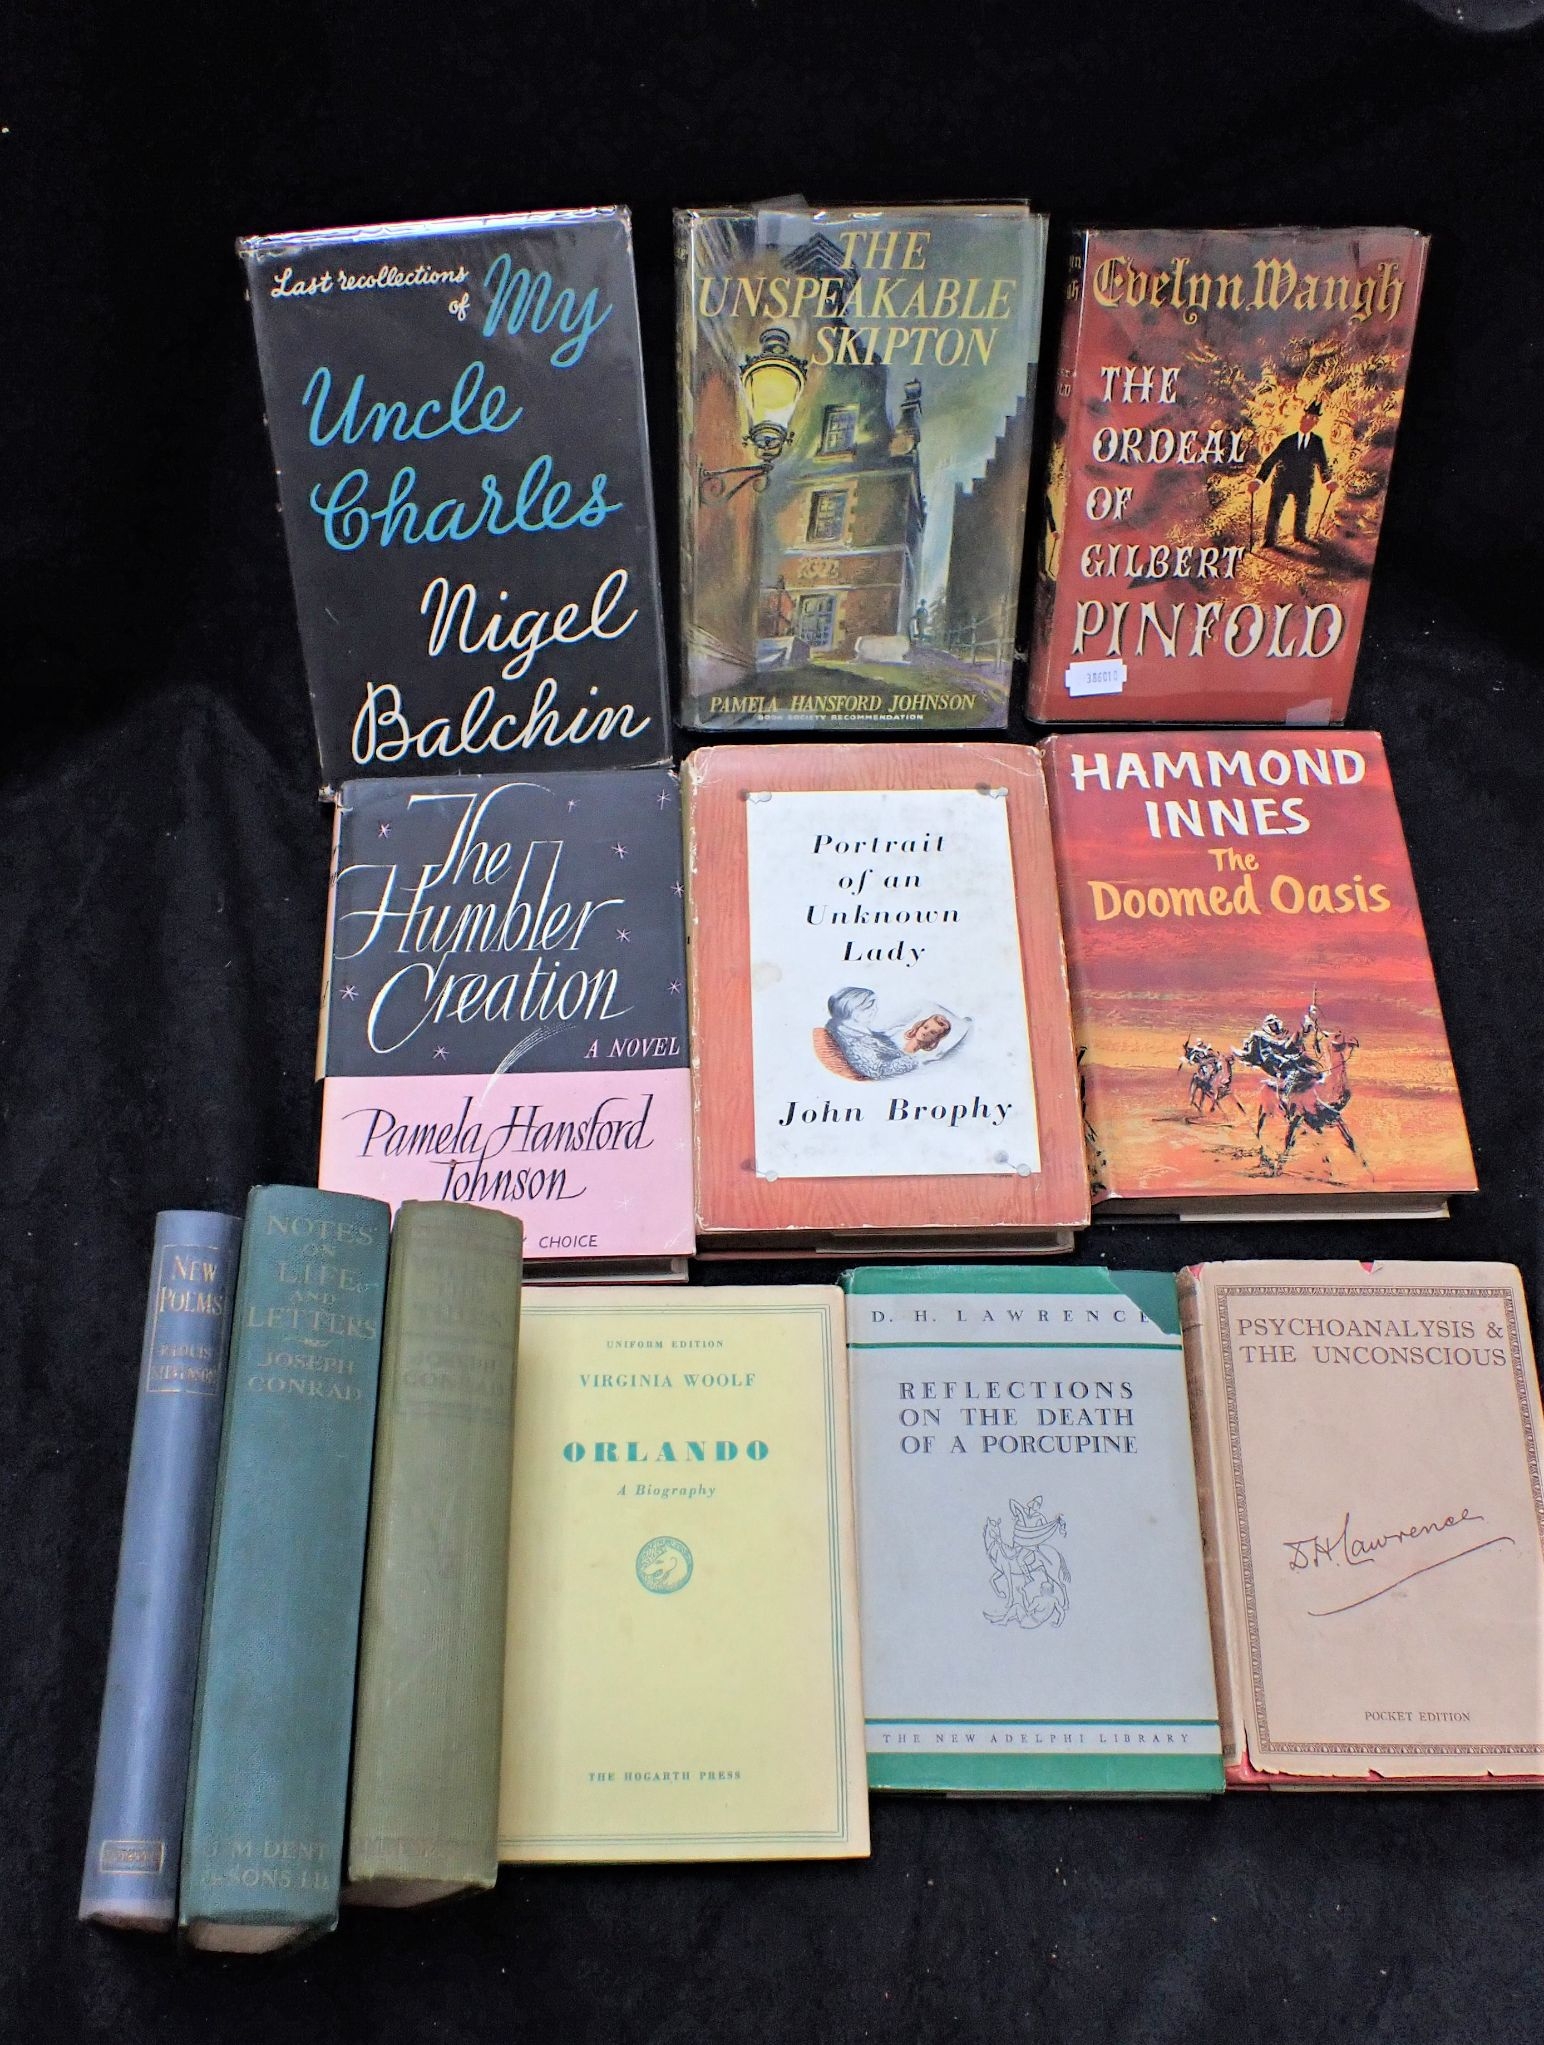 Last recollections
of My
Uncle
Charles
Nigel
Balchin
THE
UNSPEAKABLE
SKIPTON
PAMELA HANSFORD JOHNSON
BOOK SOCIETY RECOMMENDATION
Evelyn Waugh
THE
ORDEAL
OF
GILBERT
PINFOLD
386010
The
Humbler
Creation
A NOVEL
Pamela Hansford
Johnson
CHOICE
Portrait
of an
Unknown
Lady
John Brophy
HAMMOND
INNES
The
Doomed Oasis
NEW
POEMS
STEVENSON
NOTES
ON
LIFE &
AND
LETTERS
JOSEPH
CONRAD
J·M·DENT
& SONS LTD
JOSEPH
CONRAD
UNIFORM EDITION
VIRGINIA WOOLF
ORLANDO
A Biography
THE HOGARTH PRESS
D. H. LAWRENCE
REFLECTIONS
ON THE DEATH
OF A PORCUPINE
THE NEW ADELPHI LIBRARY
PSYCHOANALYSIS &
THE UNCONSCIOUS
D. H. Lawrence
POCKET EDITION